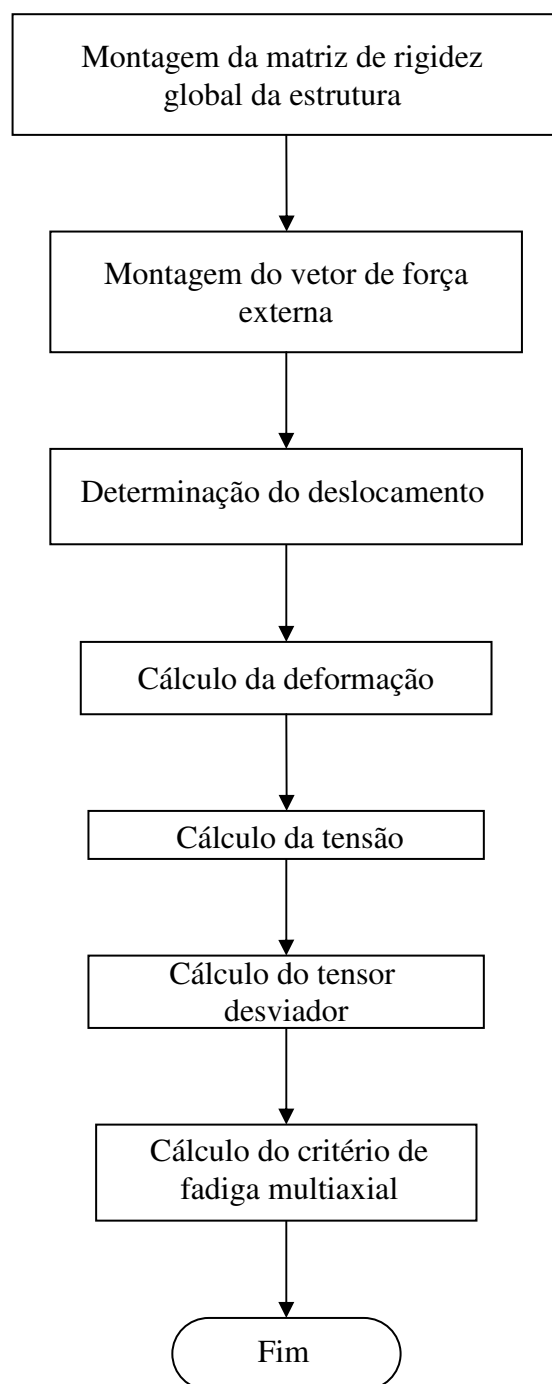 Montagem da matriz de rigidez
global da estrutura
Montagem do vetor de força
externa
Determinação do deslocamento
Cálculo da deformação
Cálculo da tensão
Cálculo do tensor
desviador
Cálculo do critério de
fadiga multiaxial
Fim